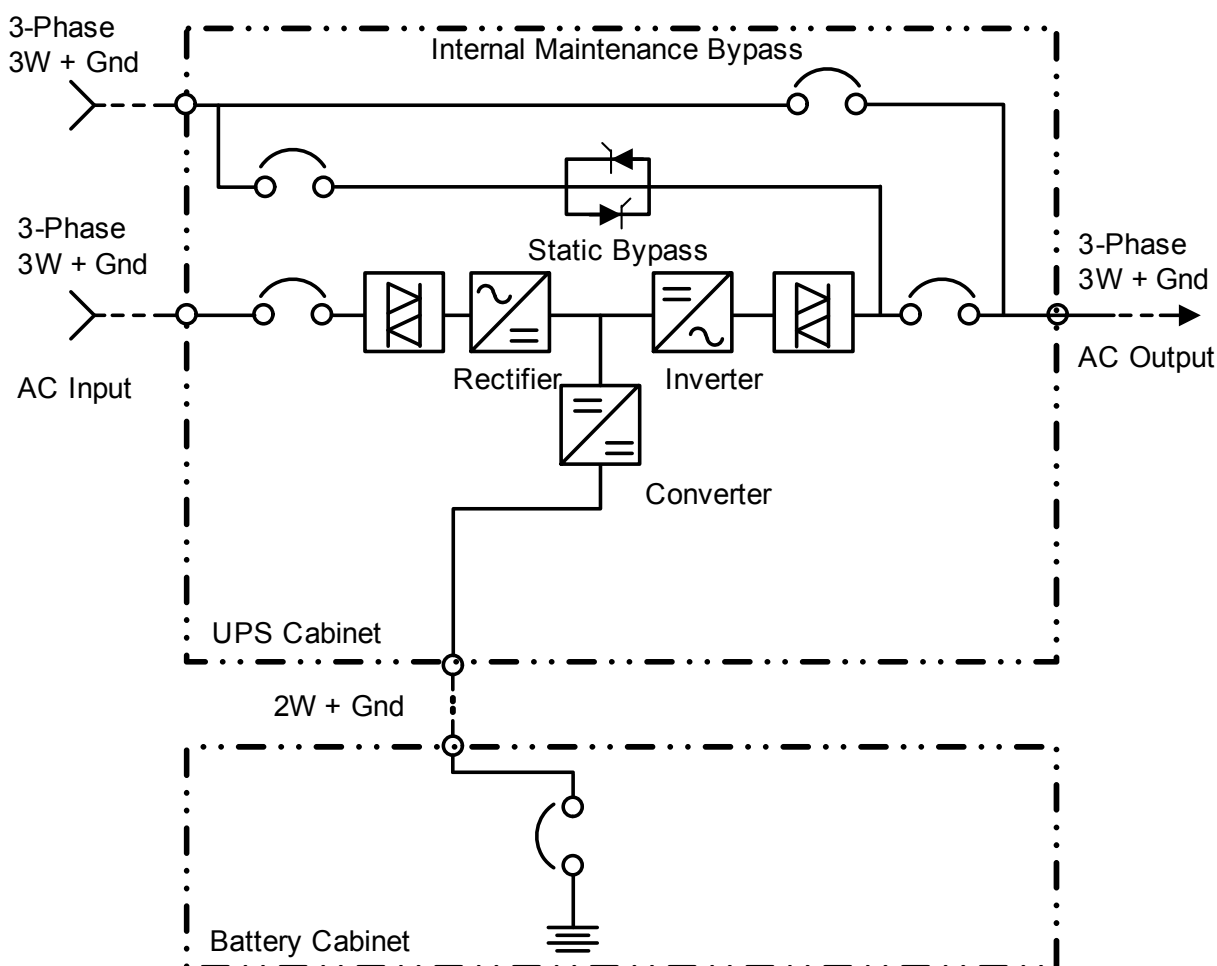 3-Phase
3W + Gnd
Internal Maintenance Bypass
3-Phase
3W + Gnd
Static Bypass
3-Phase
3W + Gnd
AC Input
Rectifier
Inverter
AC Output
Converter
UPS Cabinet
2W + Gnd
Battery Cabinet